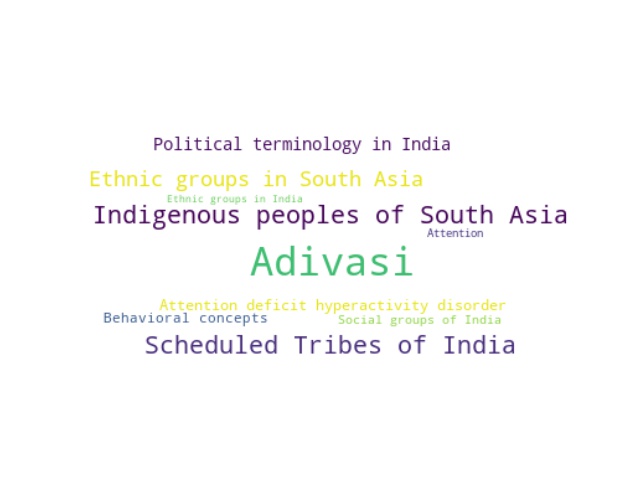 Political terminology in India
Ethnic groups in South Asia
Ethnic groups in India
Indigenous peoples of South Asia
Attention
Adivasi
Attention deficit hyperactivity disorder
Behavioral concepts
Social groups of India
Scheduled Tribes of India